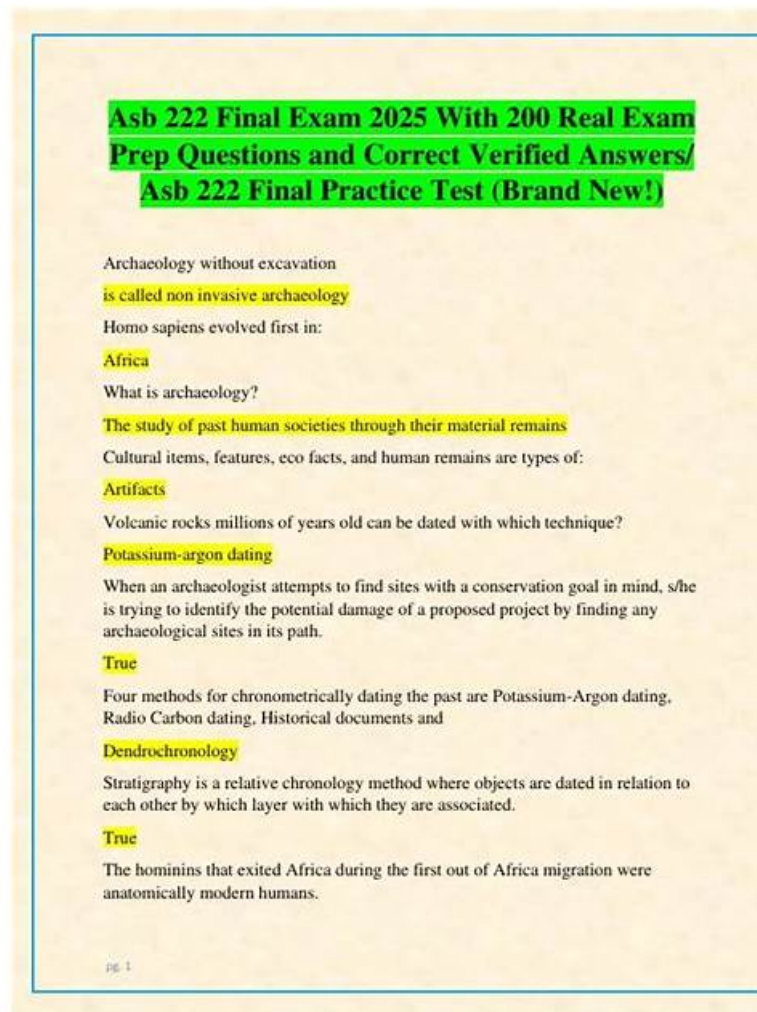 Asb 222 Final Exam 2025 With 200 Real Exam
Prep Questions and Correct Verified Answers/
Asb 222 Final Practice Test (Brand New!)
Archaeology without excavation
is called non invasive archaeology
Homo sapiens evolved first in:
Africa
What is archaeology?
The study of past human societies through their material remains
Cultural items, features, eco facts, and human remains are types of:
Artifacts
Volcanic rocks millions of years old can be dated with which technique?
Potassium-argon dating
When an archaeologist attempts to find sites with a conservation goal in mind, s/he
is trying to identify the potential damage of a proposed project by finding any
archaeological sites in its path.
True
Four methods for chronometrically dating the past are Potassium-Argon dating,
Radio Carbon dating, Historical documents and
Dendrochronology
Stratigraphy is a relative chronology method where objects are dated in relation to
each other by which layer with which they are associated.
True
The hominins that exited Africa during the first out of Africa migration were
anatomically modern humans.
pg. 1